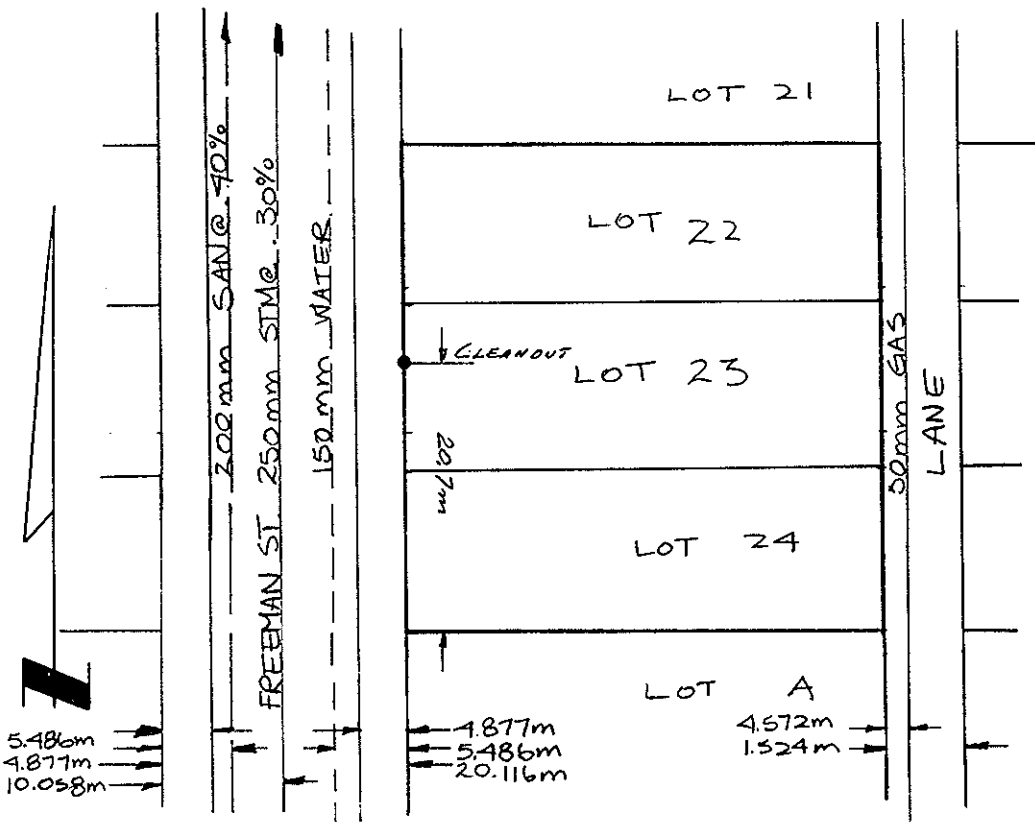 LOT 21
200mm SAN @ .40%
FREEMAN ST. 250mm STM @ .30%
150mm WATER
LOT 22
CLEANOUT
LOT 23
20.7m
50mm GAS
LANE
LOT 24
LOT A
N
5.486m
4.877m
10.058m
4.877m
5.486m
20.116m
4.572m
1.524m